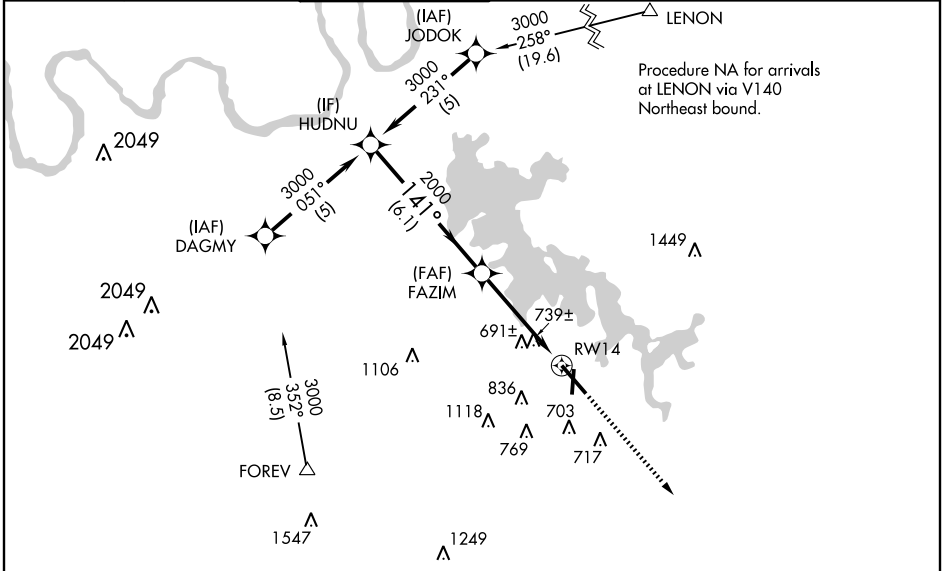 (IAF)
JODOK
3000
258°
(19.6)
LENON
Procedure NA for arrivals
at LENON via V140
Northeast bound.
3000
231°
(5)
(IF)
HUDNU
2049
3000
051°
(5)
(IAF)
DAGMY
2000
141°
(6.1)
1449
(FAF)
FAZIM
2049
2049
691±
739±
RW14
1106
836
1118
703
769
717
3000
352°
(8.5)
FOREV
1547
1249